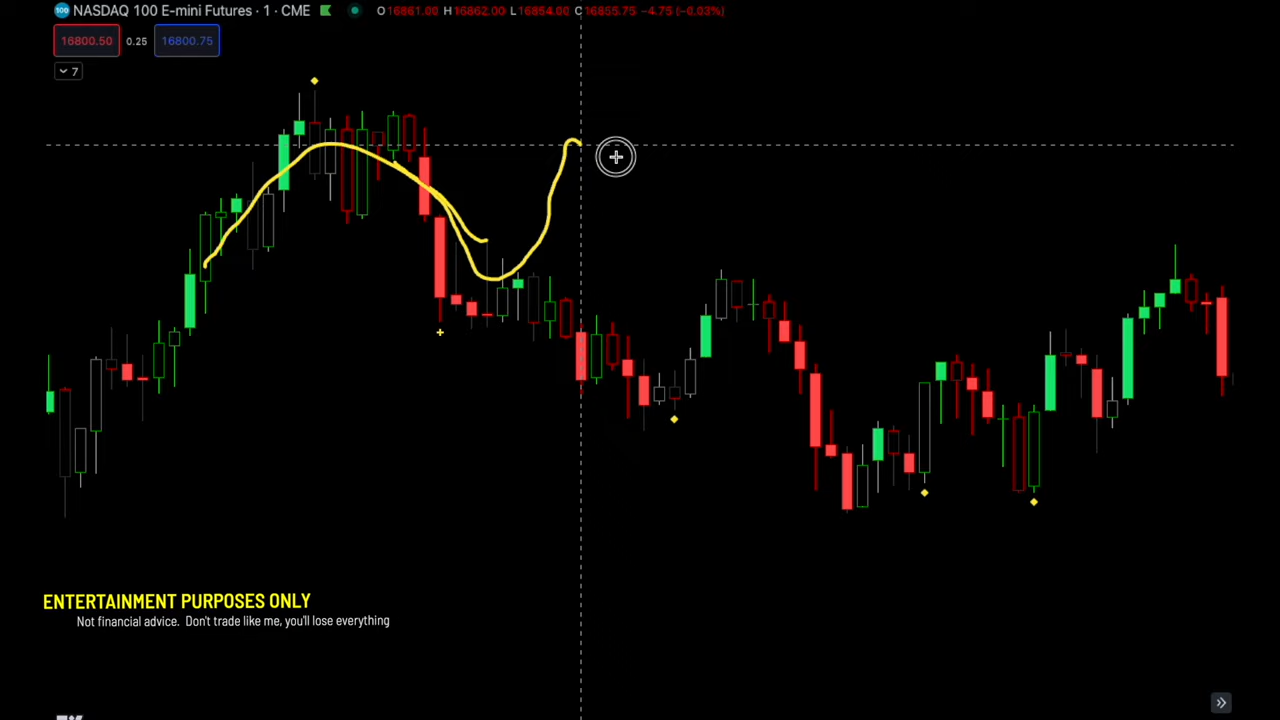 100 NASDAQ 100 E-mini Futures · 1 · CME O16861.00 H16862.00 L16854.00 C16855.75 −4.75 (−0.03%)
16800.50 0.25 16800.75
7
ENTERTAINMENT PURPOSES ONLY
Not financial advice. Don't trade like me, you'll lose everything